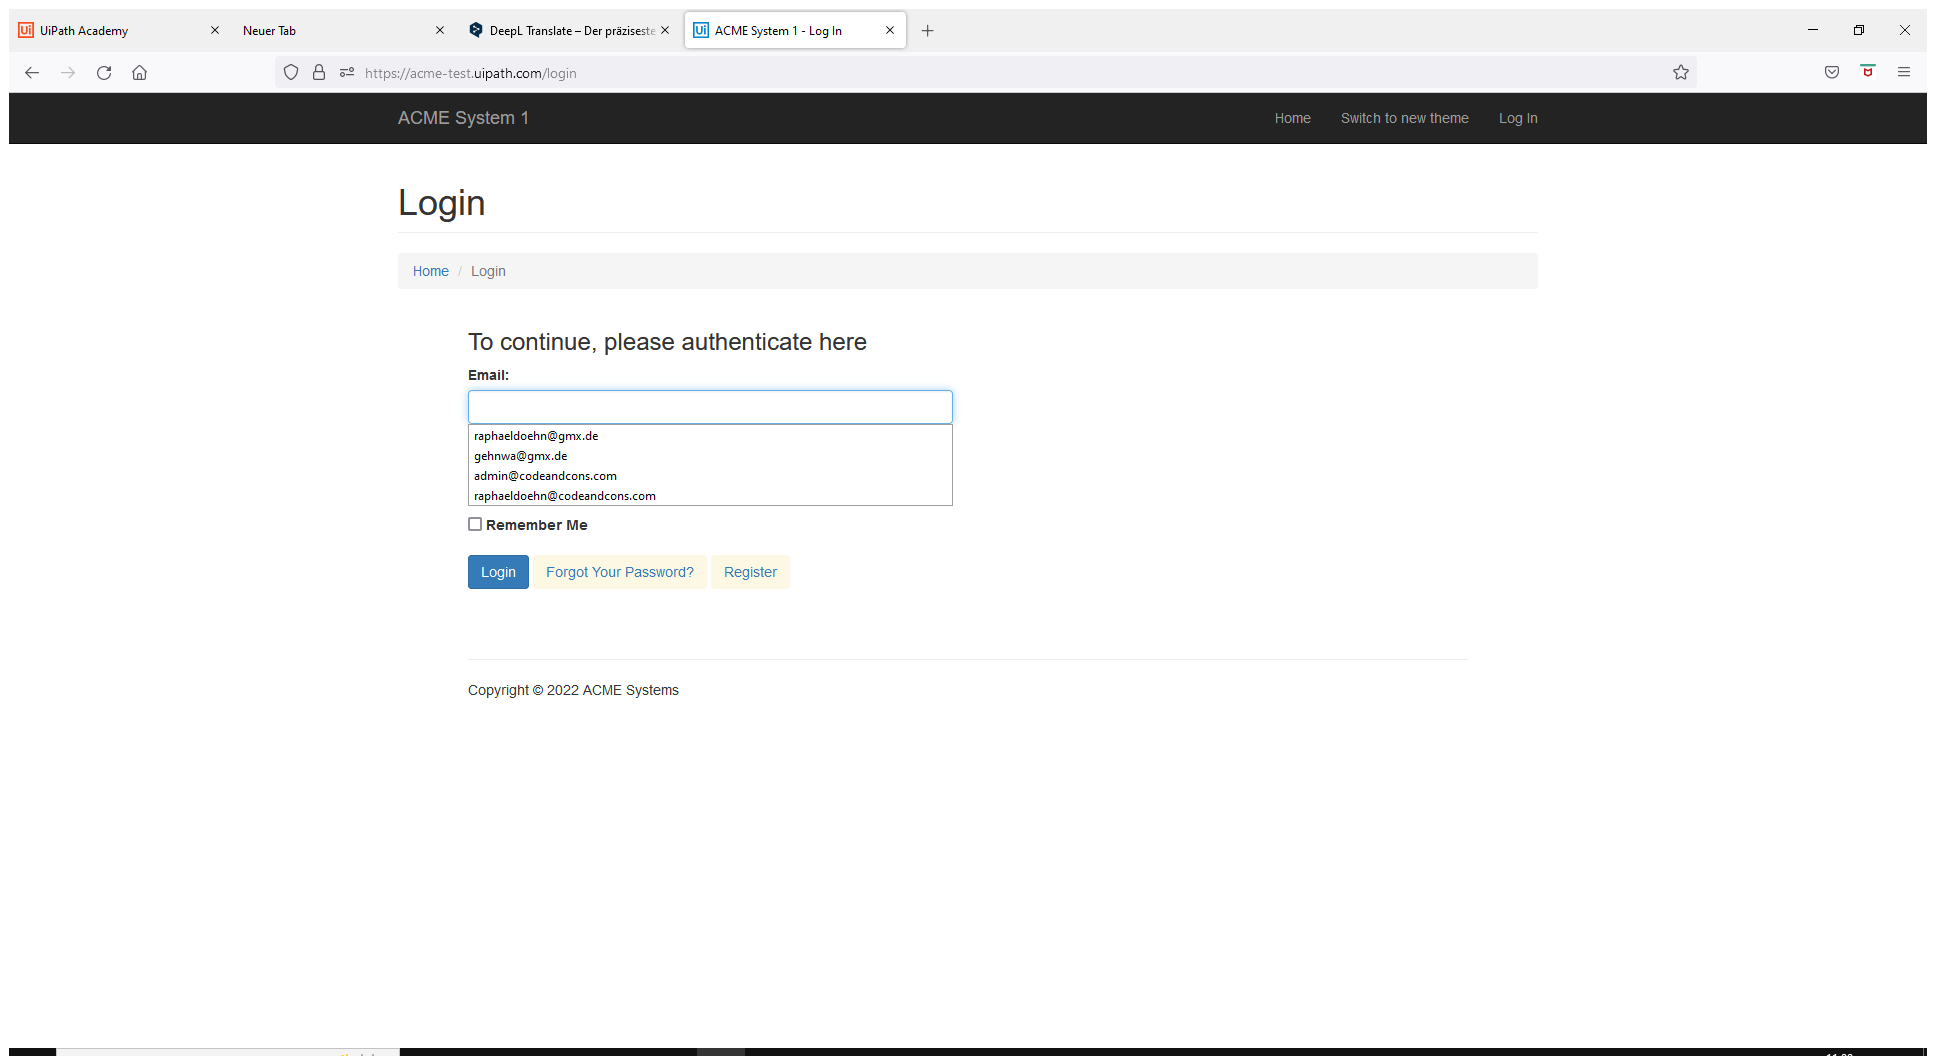 UiPath Academy
Neuer Tab
DeepL Translate – Der präziseste
ACME System 1 - Log In
https://acme-test.uipath.com/login
ACME System 1
Home
Switch to new theme
Log In
Login
Home / Login
To continue, please authenticate here
Email:
raphaeldoehn@gmx.de
gehnwa@gmx.de
admin@codeandcons.com
raphaeldoehn@codeandcons.com
Remember Me
Login
Forgot Your Password?
Register
Copyright © 2022 ACME Systems